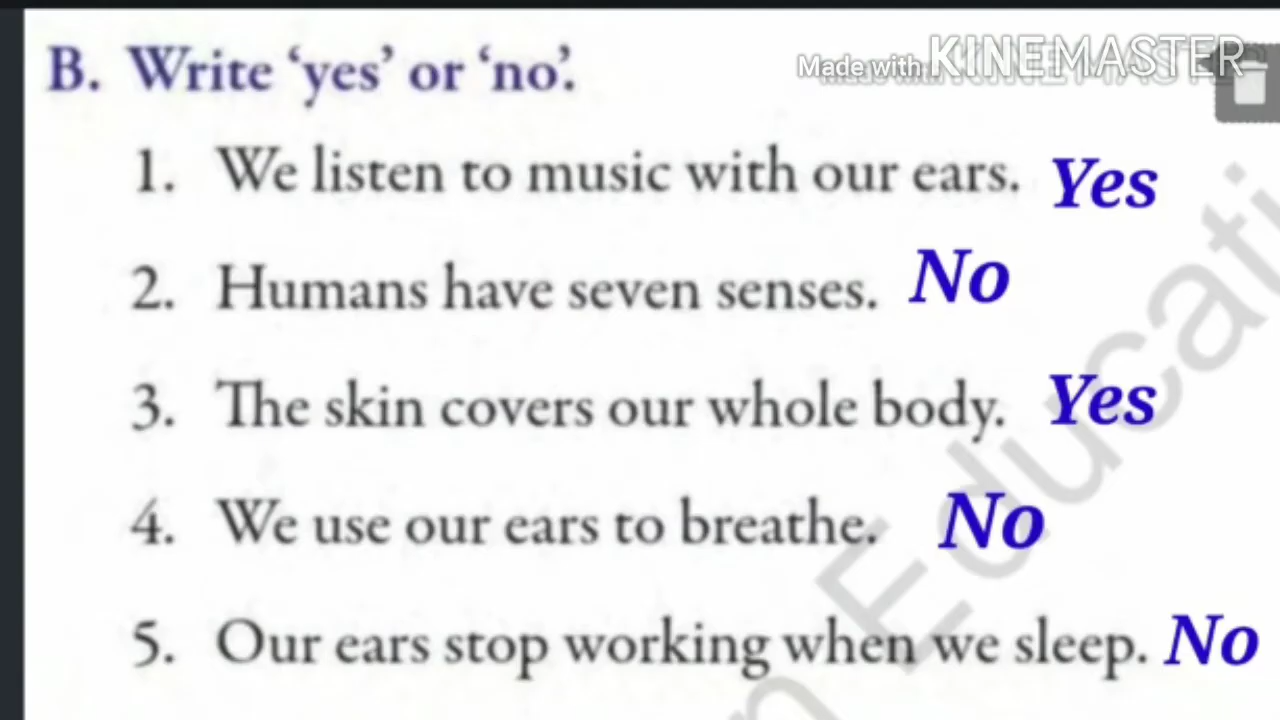 B. Write ‘yes’ or ‘no’.
Made with KINEMASTER
1. We listen to music with our ears. Yes
2. Humans have seven senses. No
3. The skin covers our whole body. Yes
4. We use our ears to breathe. No
5. Our ears stop working when we sleep. No